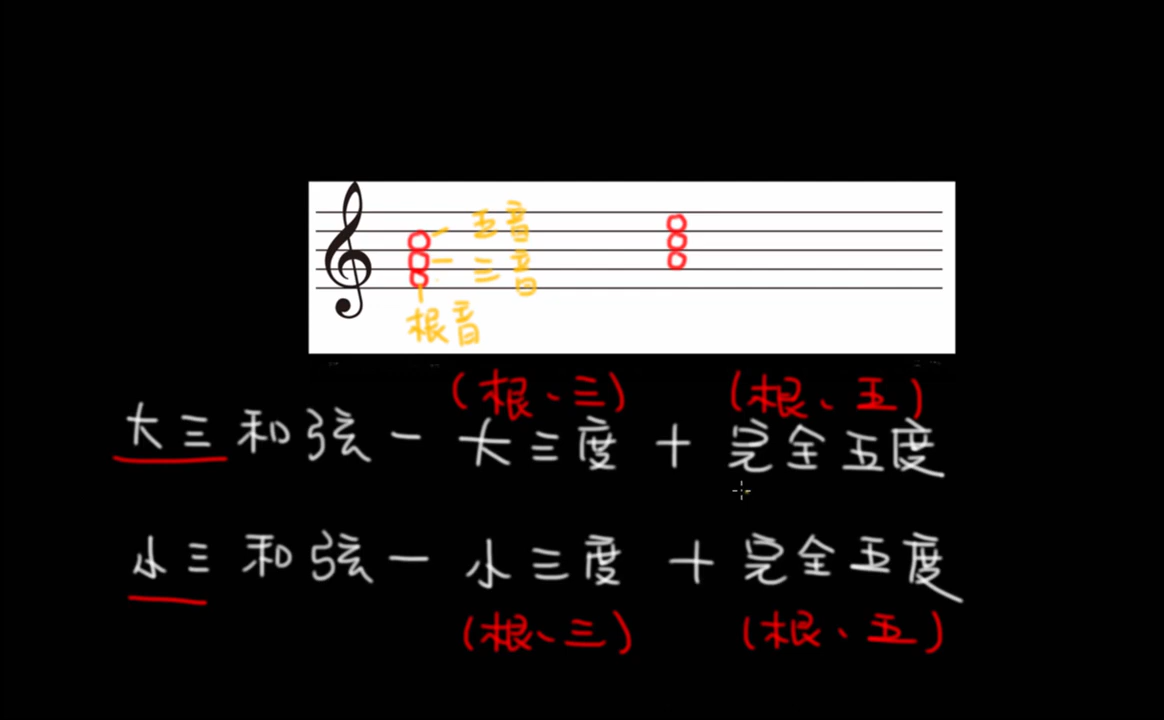 五音
三音
根音
(根、三) (根、五)
大三和弦 - 大三度 + 完全五度
小三和弦 - 小三度 + 完全五度
(根、三) (根、五)